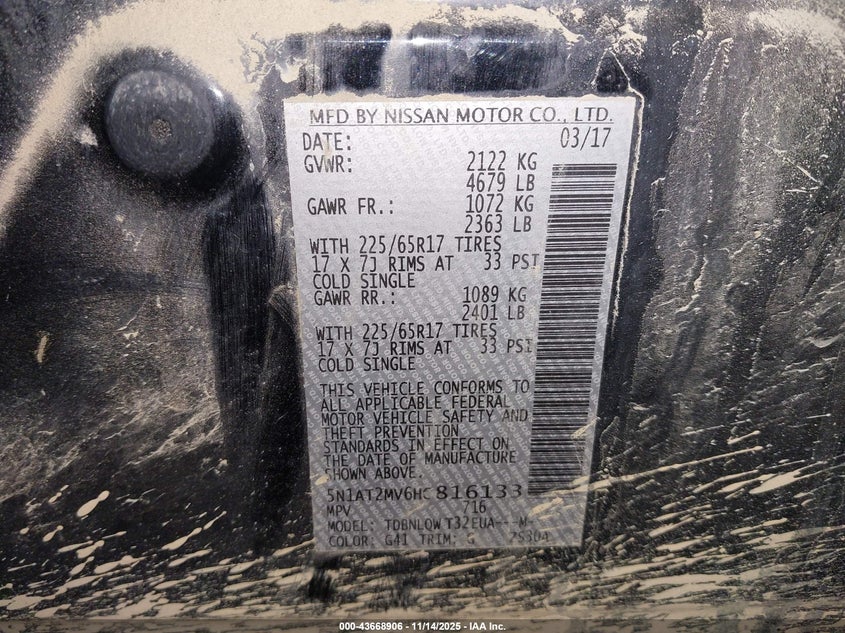 MFD BY NISSAN MOTOR CO., LTD.
DATE: 03/17
GVWR: 2122 KG
4679 LB
GAWR FR.: 1072 KG
2363 LB
WITH 225/65R17 TIRES
17 X 7J RIMS AT 33 PSI
COLD SINGLE
GAWR RR.: 1089 KG
2401 LB
WITH 225/65R17 TIRES
17 X 7J RIMS AT 33 PSI
COLD SINGLE
THIS VEHICLE CONFORMS TO
ALL APPLICABLE FEDERAL
MOTOR VEHICLE SAFETY AND
THEFT PREVENTION
STANDARDS IN EFFECT ON
THE DATE OF MANUFACTURE
SHOWN ABOVE.
5N1AT2MV6HC816133
MPV 716
MODEL: TDBNLOW T32EUA---M-
COLOR: G41 TRIM: G 7S304
000-43668906 - 11/14/2025 - IAA Inc.